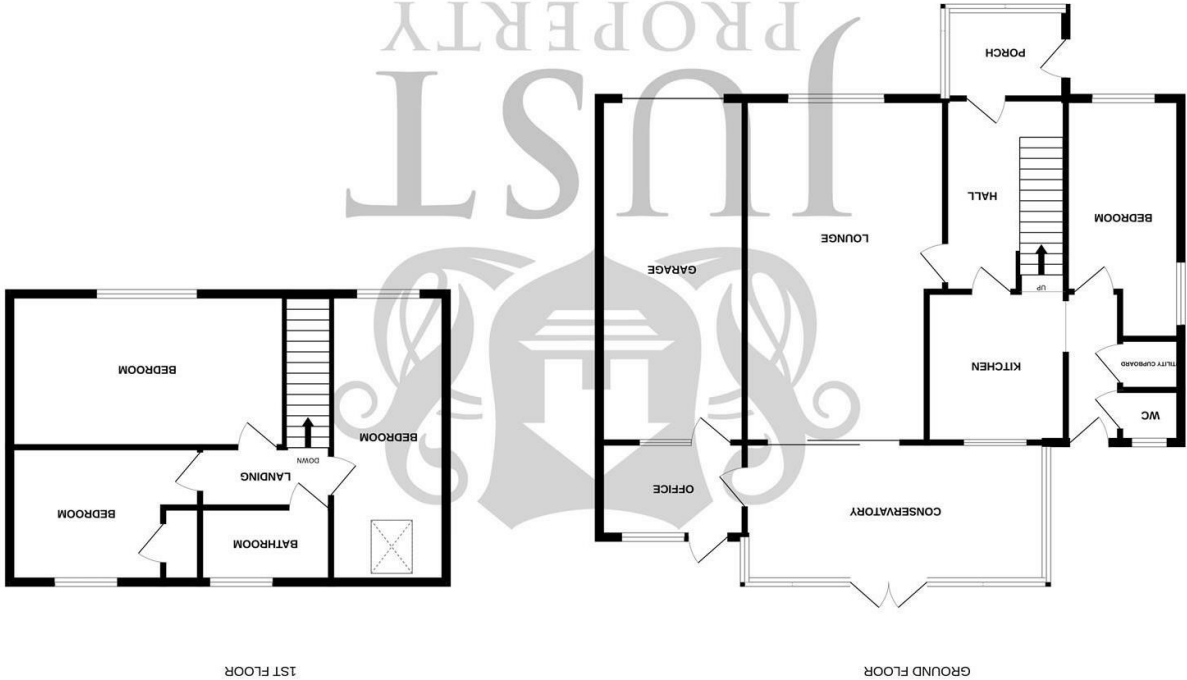 GROUND FLOOR
CONSERVATORY
OFFICE
WC
UTILITY CUPBOARD
KITCHEN
UP
BEDROOM
HALL
LOUNGE
GARAGE
PORCH
1ST FLOOR
BATHROOM
BEDROOM
LANDING
DOWN
BEDROOM
BEDROOM
JUST
PROPERTY